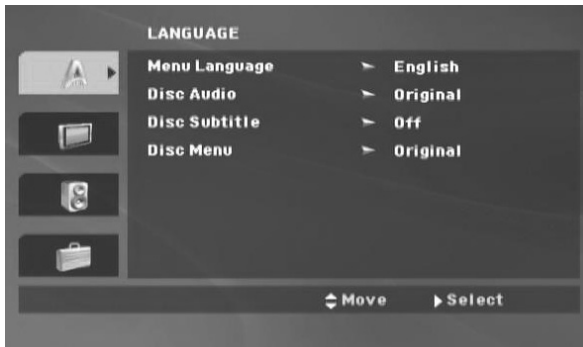 LANGUAGE
Menu Language ➣ English
Disc Audio ➣ Original
Disc Subtitle ➣ Off
Disc Menu ➣ Original
Move Select